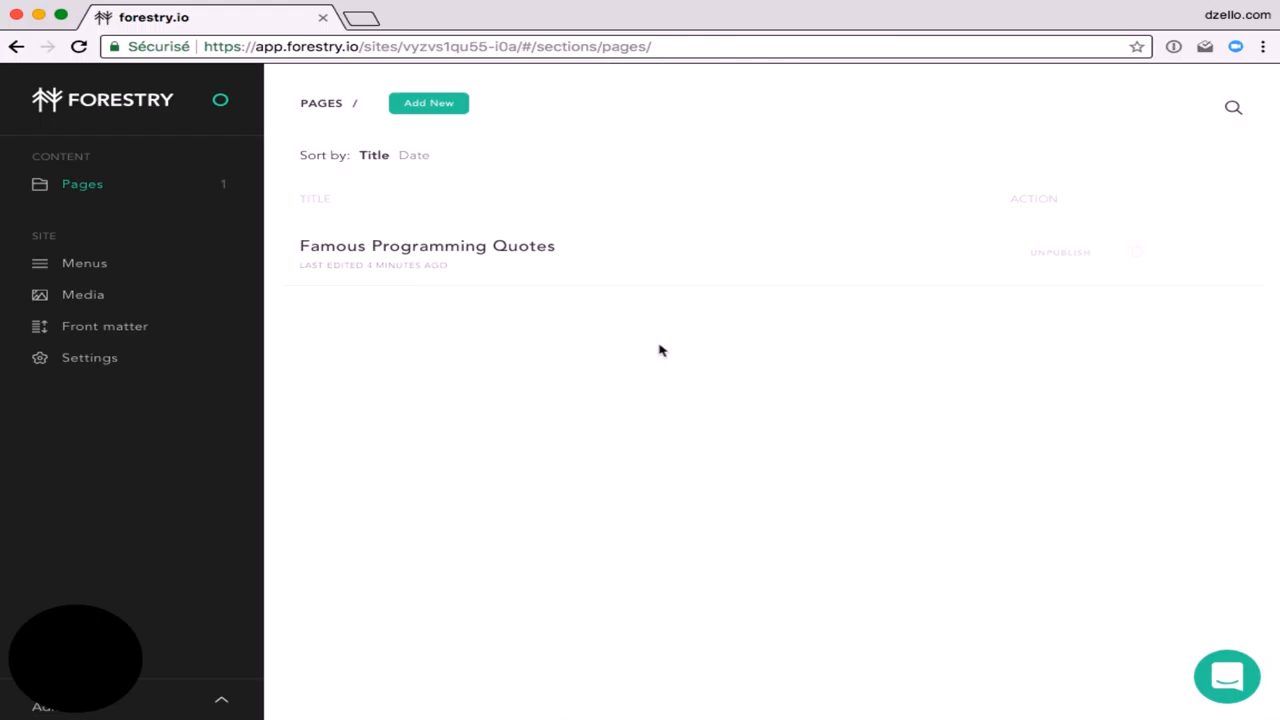 forestry.io
dzello.com
Sécurisé https://app.forestry.io/sites/vyzvs1qu55-i0a/#/sections/pages/
FORESTRY
PAGES / Add New
CONTENT
Sort by: Title Date
Pages 1
TITLE ACTION
SITE
Famous Programming Quotes
UNPUBLISH
LAST EDITED 4 MINUTES AGO
Menus
Media
Front matter
Settings